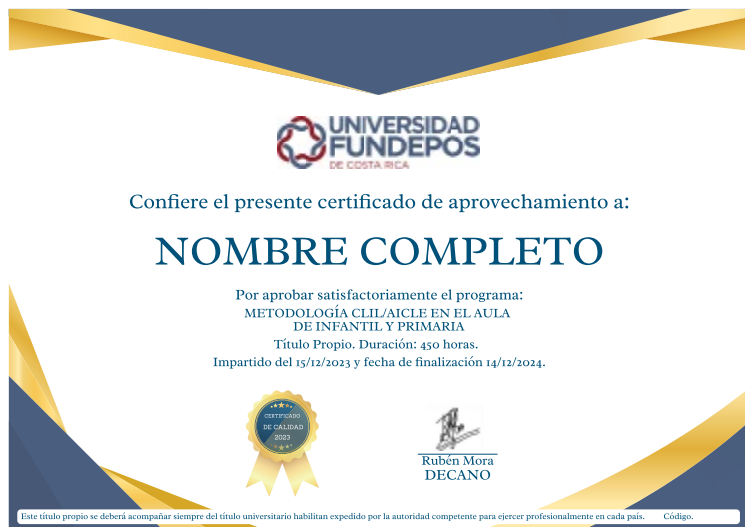 UNIVERSIDAD
FUNDEPOS
DE COSTA RICA
Confiere el presente certificado de aprovechamiento a:
NOMBRE COMPLETO
Por aprobar satisfactoriamente el programa:
METODOLOGÍA CLIL/AICLE EN EL AULA
DE INFANTIL Y PRIMARIA
Título Propio. Duración: 450 horas.
Impartido del 15/12/2023 y fecha de finalización 14/12/2024.
CERTIFICADO
DE CALIDAD
2023
Rubén Mora
DECANO
Este título propio se deberá acompañar siempre del título universitario habilitan expedido por la autoridad competente para ejercer profesionalmente en cada país. Código.